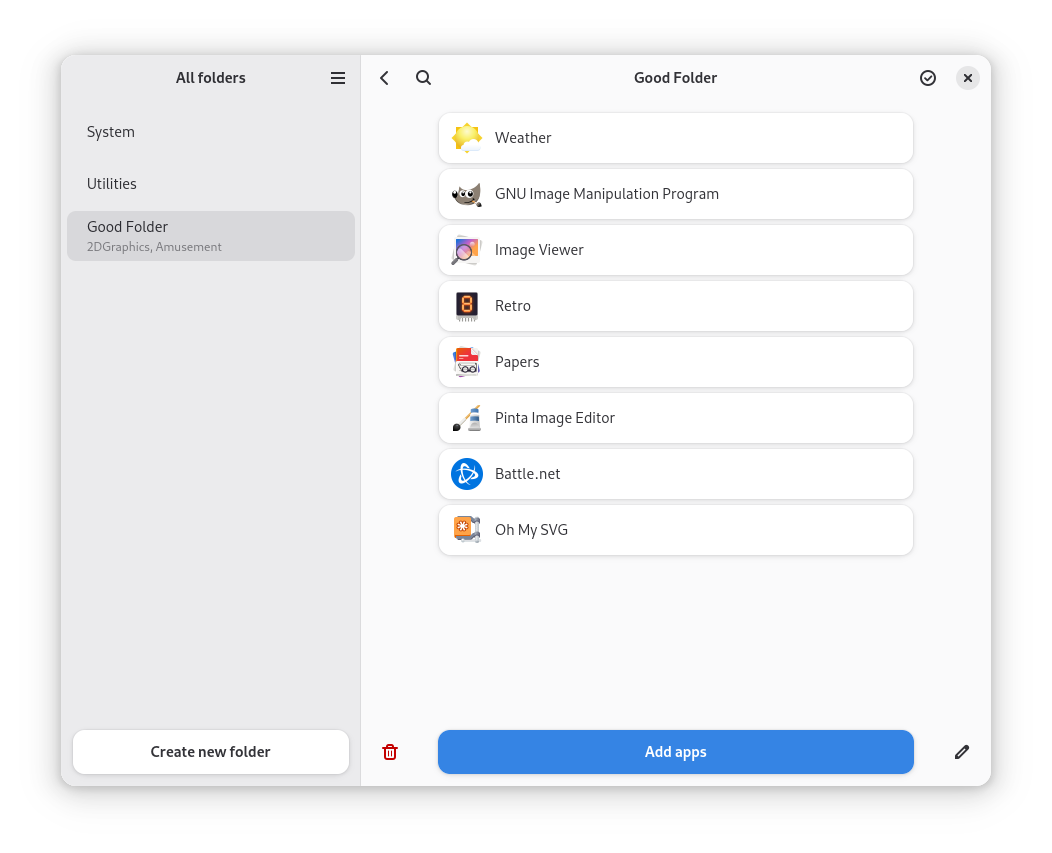 All folders
Good Folder
System
Utilities
Good Folder
2DGraphics, Amusement
Weather
GNU Image Manipulation Program
Image Viewer
8
Retro
Papers
Pinta Image Editor
Battle.net
Oh My SVG
Create new folder
Add apps